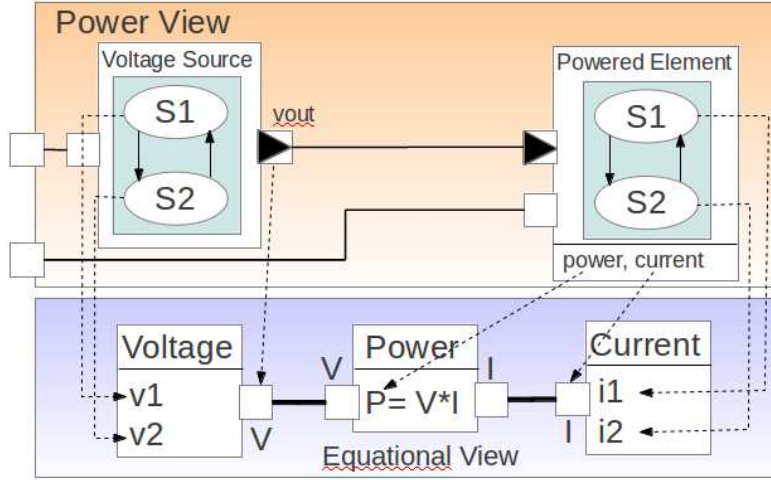 Power View
Voltage Source
Powered Element
S1
S2
vout
S1
S2
power, current
Voltage
v1
v2
V
V
Power
P= V*I
I
I
Current
i1
i2
Equational View